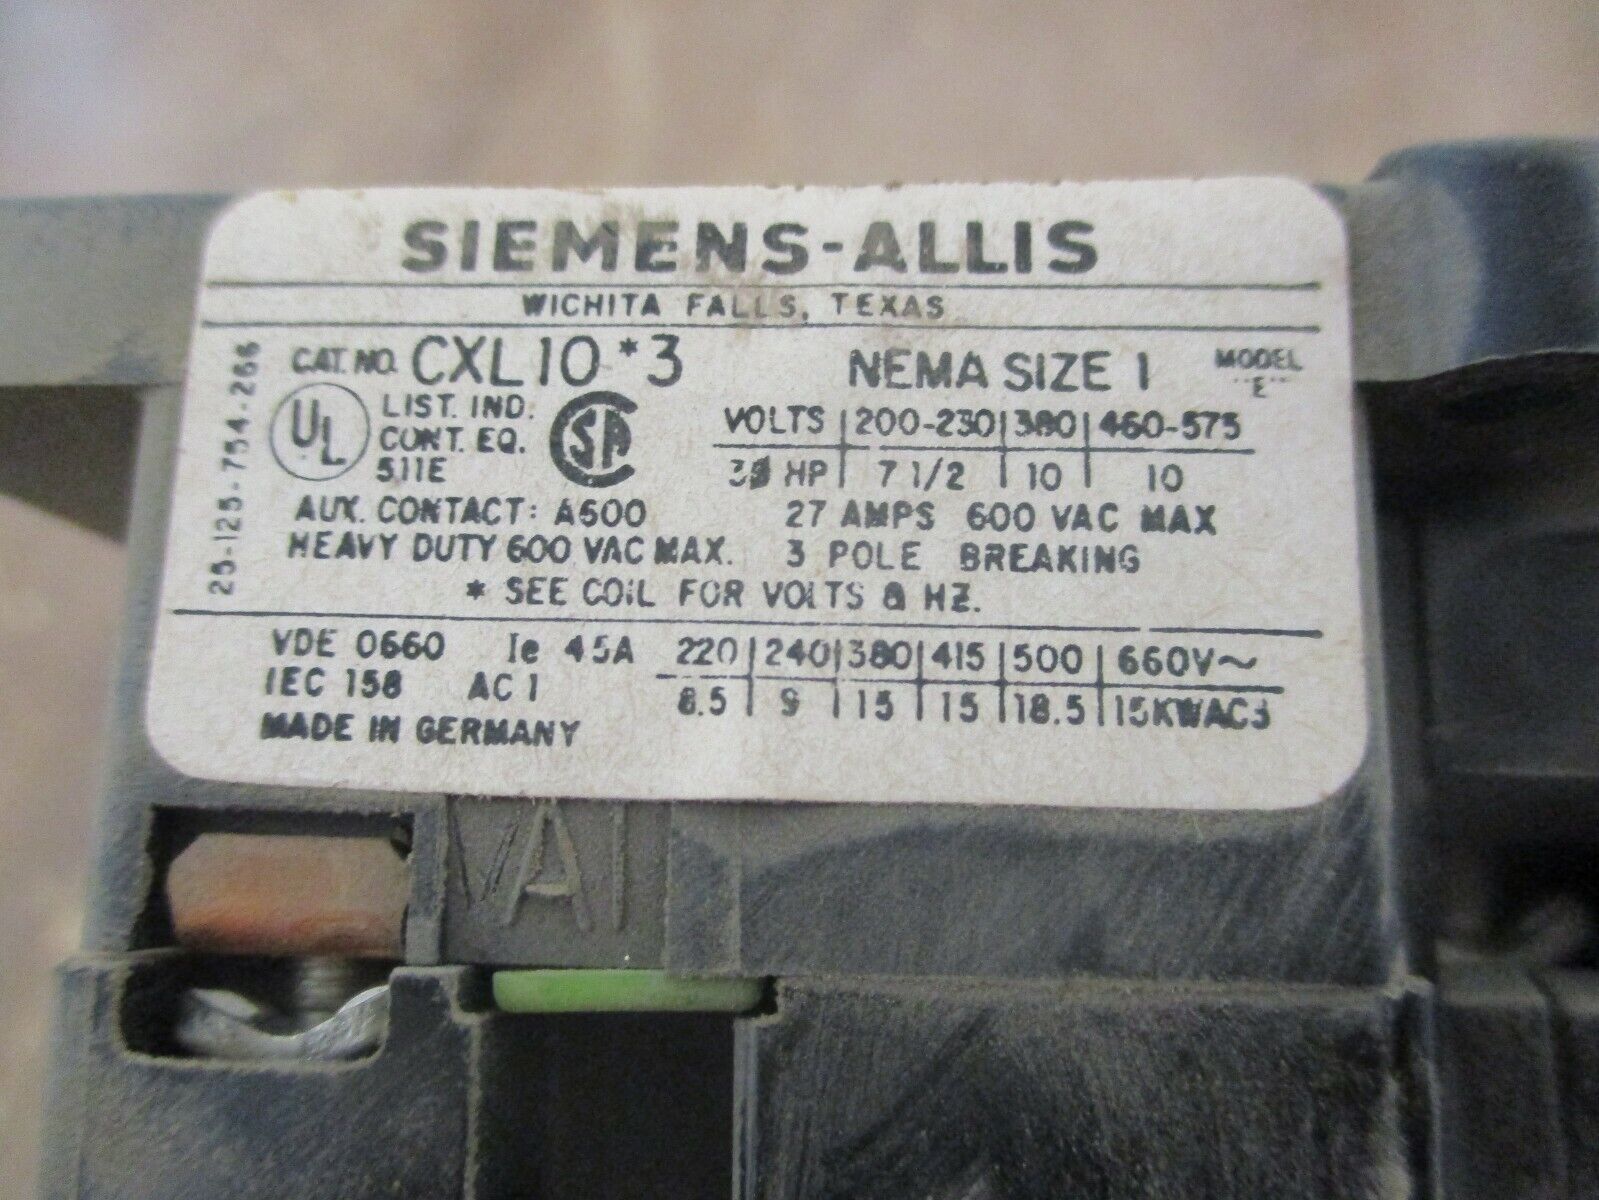 SIEMENS-ALLIS
WICHITA FALLS, TEXAS
25-125-754-266
CAT. NO. CXL10*3 NEMA SIZE 1 MODEL "E"
UL LIST. IND. CONT. EQ. 511E
CSA
VOLTS 200-230 380 460-575
3Ø HP 7 1/2 10 10
AUX. CONTACT: A600 27 AMPS 600 VAC MAX
HEAVY DUTY 600 VAC MAX. 3 POLE BREAKING
* SEE COIL FOR VOLTS & HZ.
VDE 0660 Ie 45A 220 240 380 415 500 660V~
IEC 158 AC1 8.5 9 15 15 18.5 15KWAC3
MADE IN GERMANY